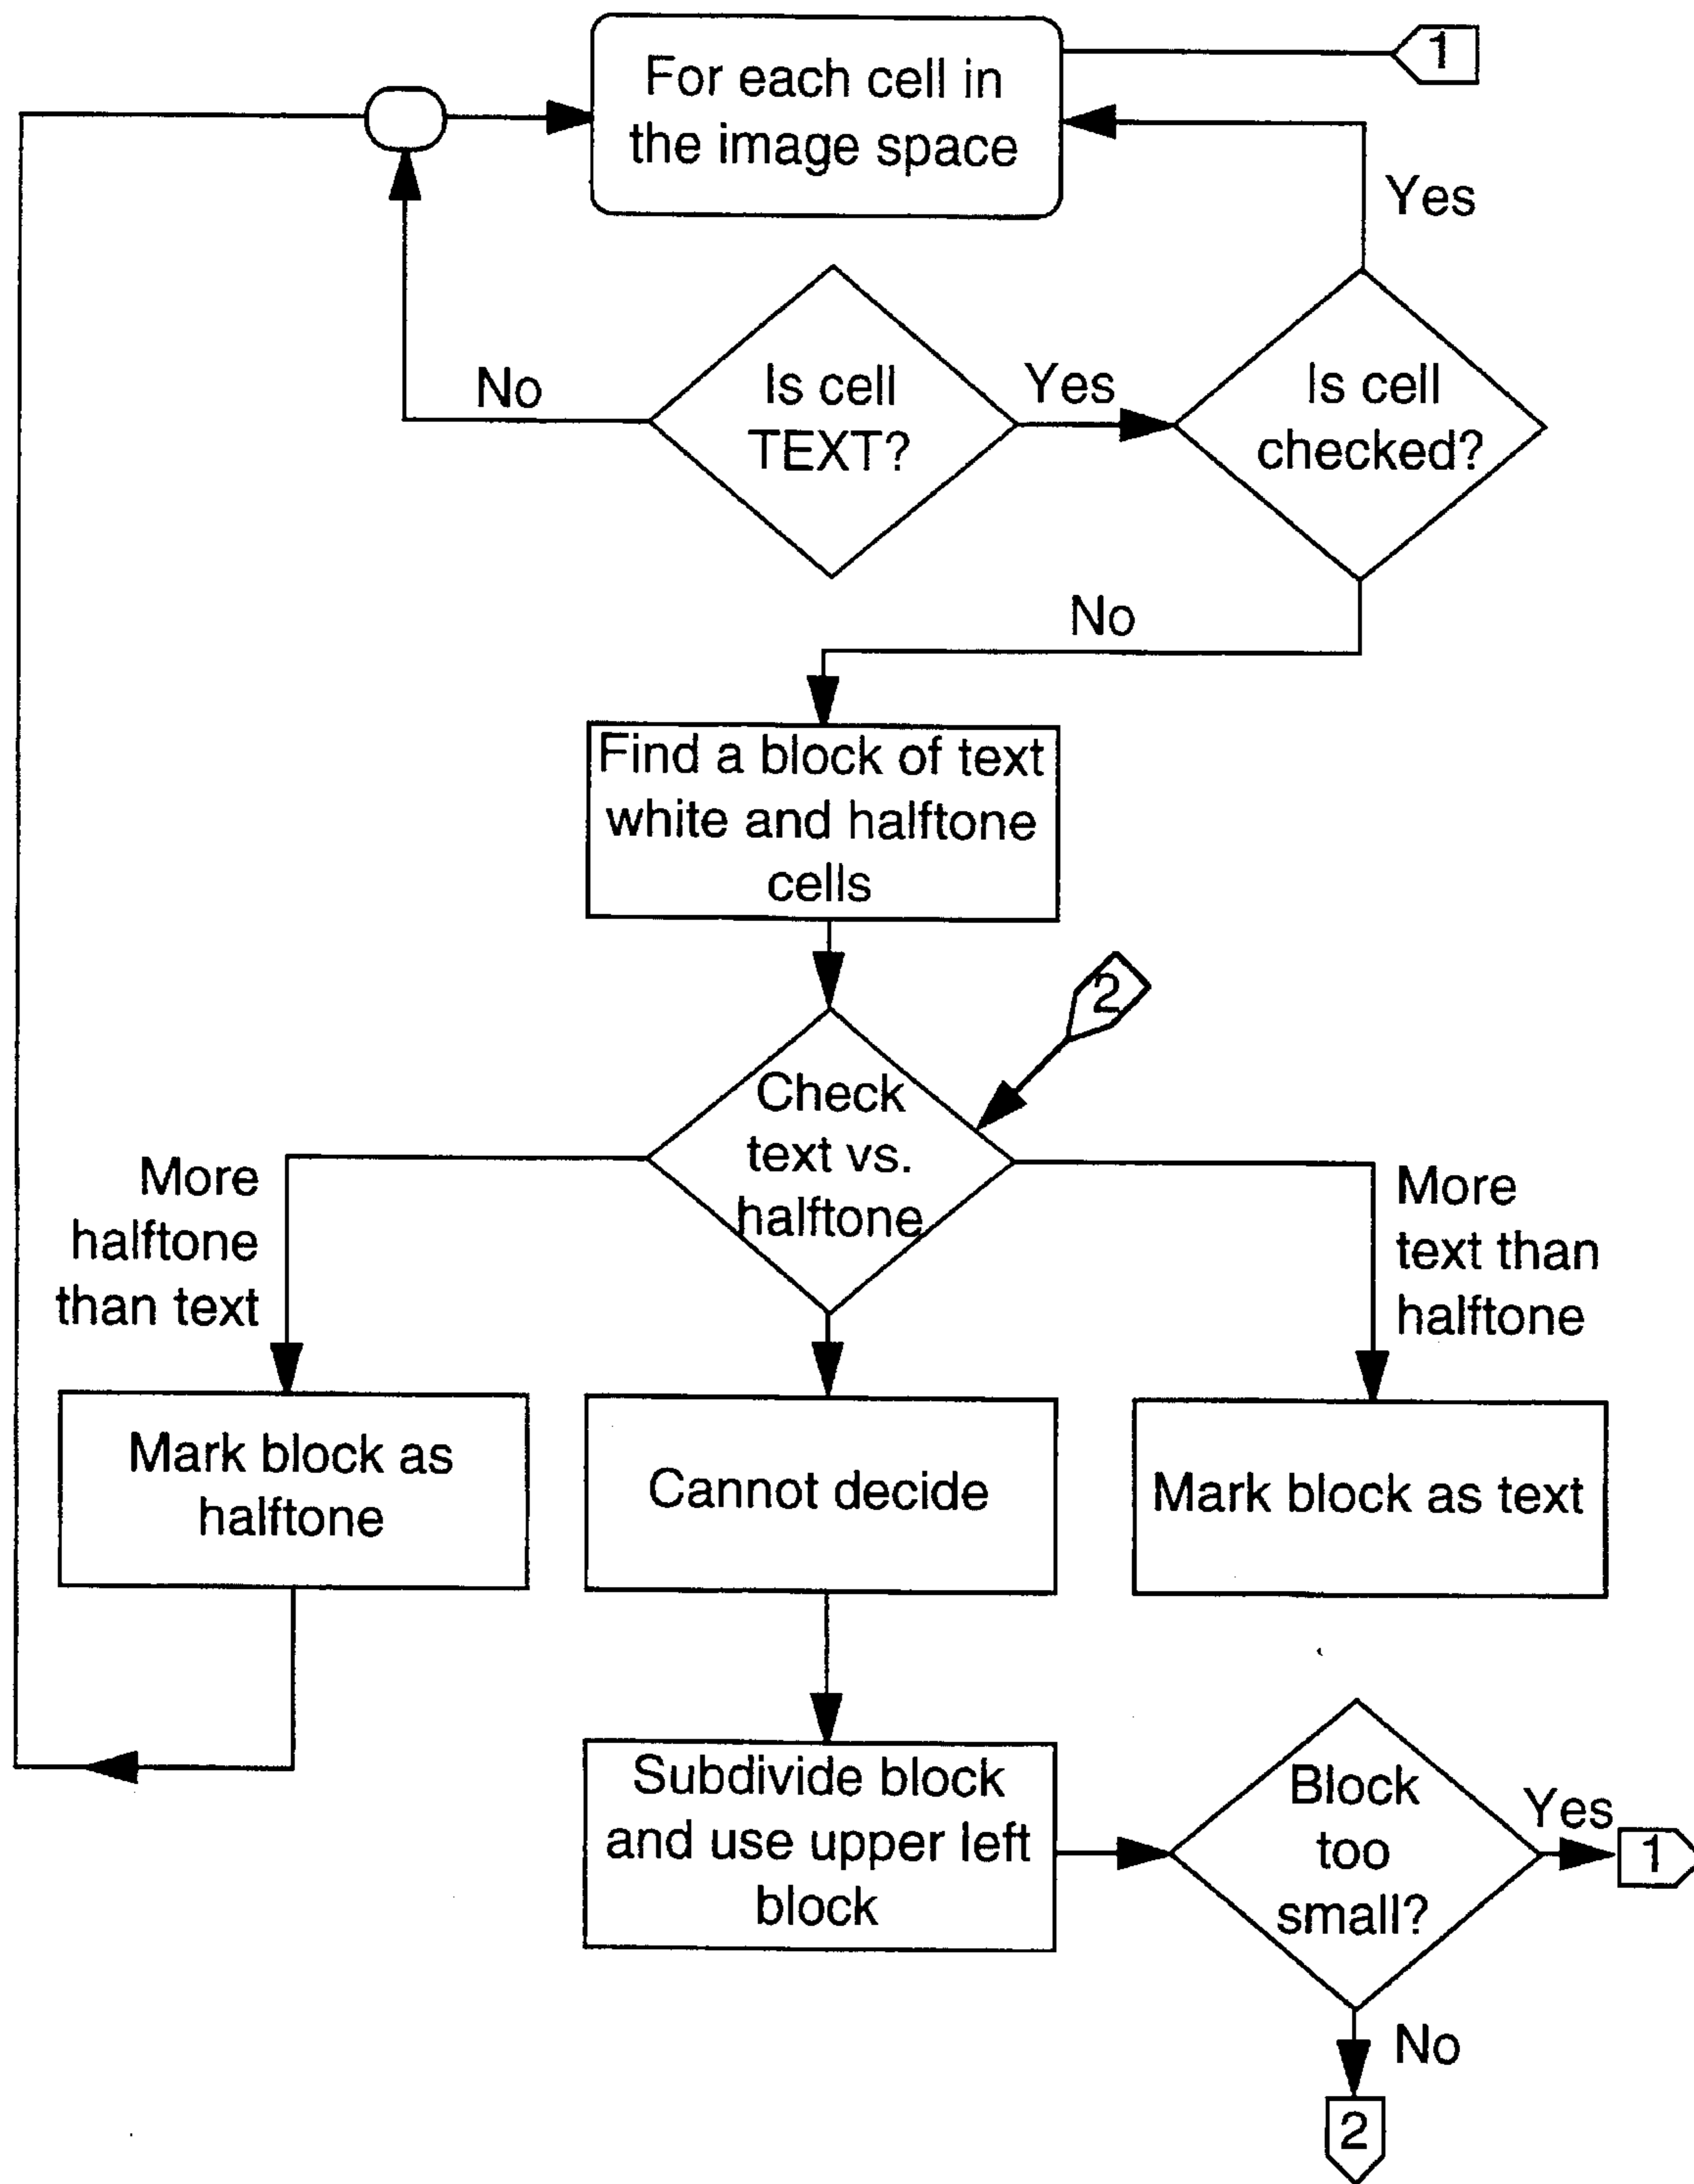 For each cell in
the image space
1
Yes
No
Is cell
TEXT?
Yes
Is cell
checked?
No
Find a block of text
white and halftone
cells
2
Check
text vs.
halftone
More
halftone
than text
More
text than
halftone
Mark block as
halftone
Cannot decide
Mark block as text
Subdivide block
and use upper left
block
Block
too
small?
Yes
1
No
2